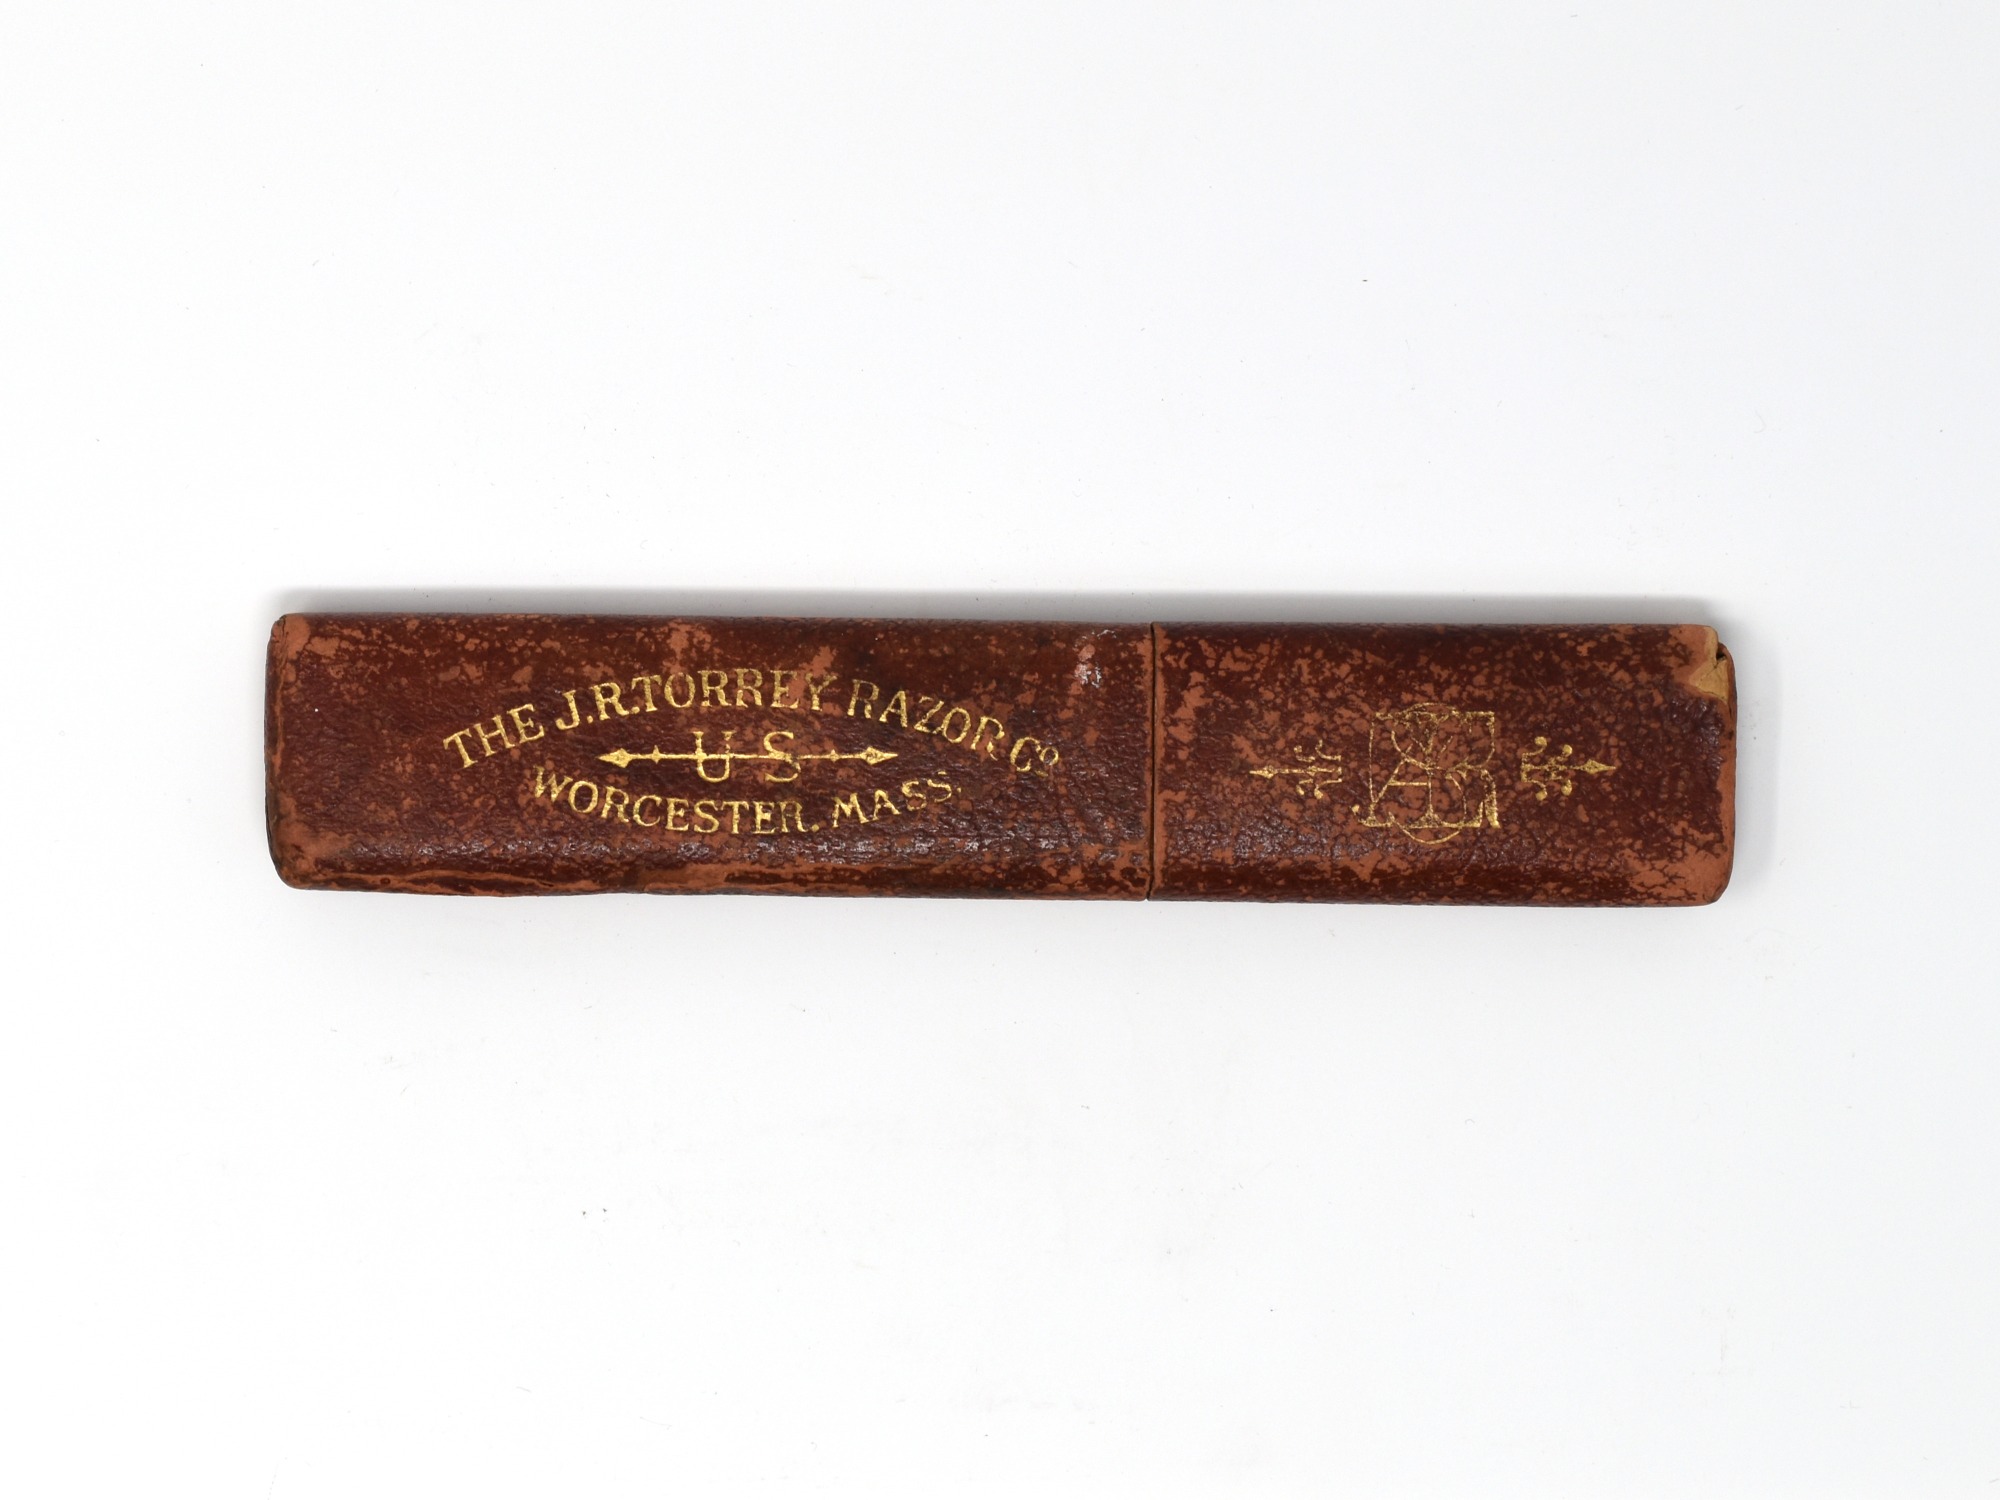 THE J.R.TORREY RAZOR Cº
U S
WORCESTER. MASS.